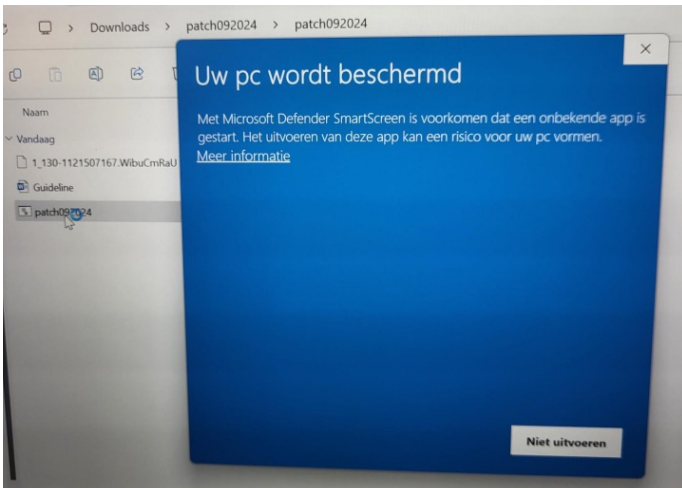 Downloads > patch092024 > patch092024
Uw pc wordt beschermd
Met Microsoft Defender SmartScreen is voorkomen dat een onbekende app is
gestart. Het uitvoeren van deze app kan een risico voor uw pc vormen.
Meer informatie
Naam
Vandaag
1_130-1121507167.WibuCmRaU
Guideline
patch092024
Niet uitvoeren